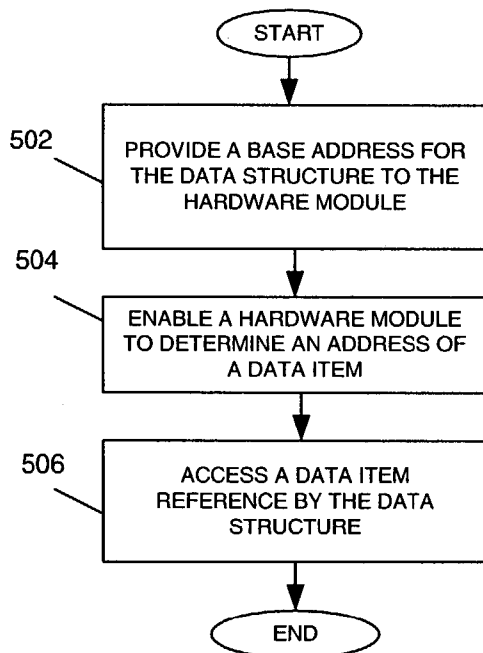 START
502
PROVIDE A BASE ADDRESS FOR
THE DATA STRUCTURE TO THE
HARDWARE MODULE
504
ENABLE A HARDWARE MODULE
TO DETERMINE AN ADDRESS OF
A DATA ITEM
506
ACCESS A DATA ITEM
REFERENCE BY THE DATA
STRUCTURE
END